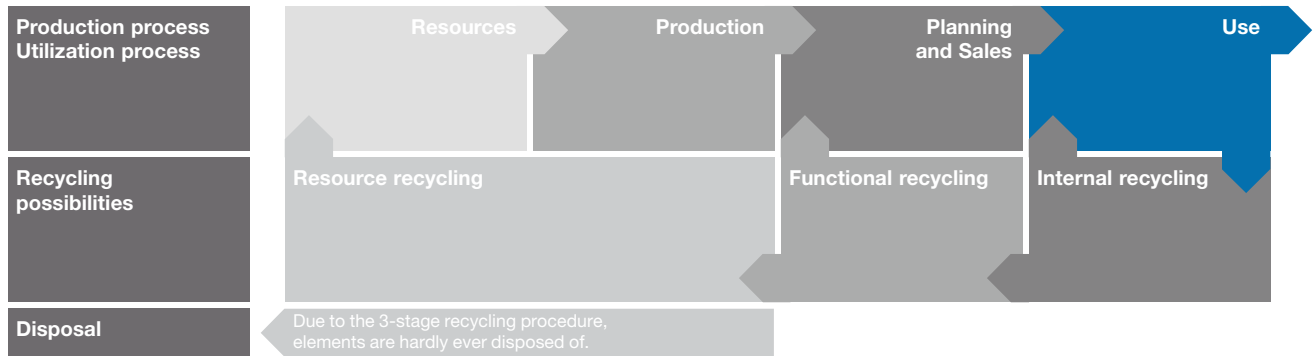 Production process
Utilization process
Resources
Production
Planning
and Sales
Use
Recycling
possibilities
Resource recycling
Functional recycling
Internal recycling
Disposal
Due to the 3-stage recycling procedure,
elements are hardly ever disposed of.